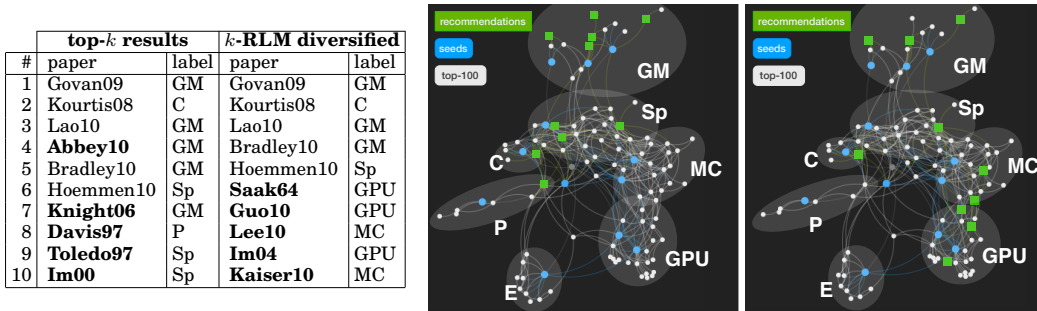 top-k results k-RLM diversified
# paper label paper label
1 Govan09 GM Govan09 GM
2 Kourtis08 C Kourtis08 C
3 Lao10 GM Lao10 GM
4 Abbey10 GM Bradley10 GM
5 Bradley10 GM Hoemmen10 Sp
6 Hoemmen10 Sp Saak64 GPU
7 Knight06 GM Guo10 GPU
8 Davis97 P Lee10 MC
9 Toledo97 Sp Im04 GPU
10 Im00 Sp Kaiser10 MC
recommendations
seeds
top-100
GM
Sp
C
MC
P
GPU
E
recommendations
seeds
top-100
GM
Sp
C
MC
P
GPU
E